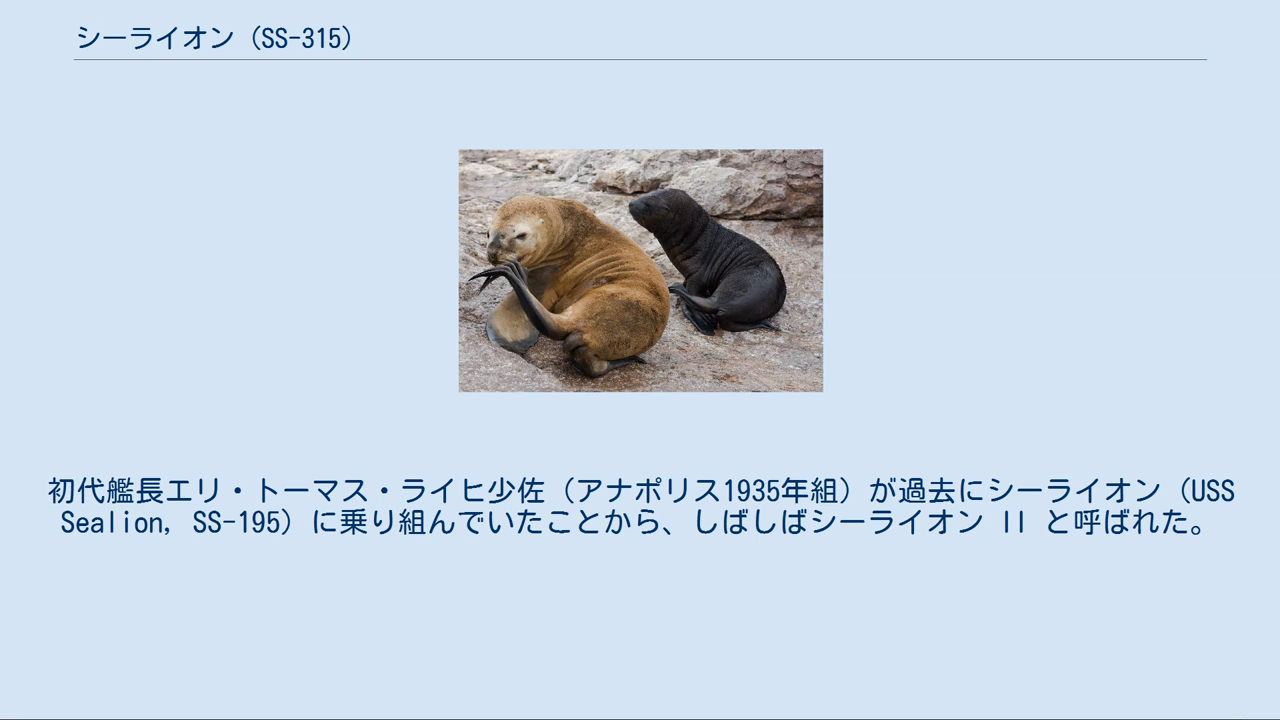 シーライオン（SS-315）
初代艦長エリ・トーマス・ライヒ少佐（アナポリス1935年組）が過去にシーライオン（USS
Sealion, SS-195）に乗り組んでいたことから、しばしばシーライオン II と呼ばれた。